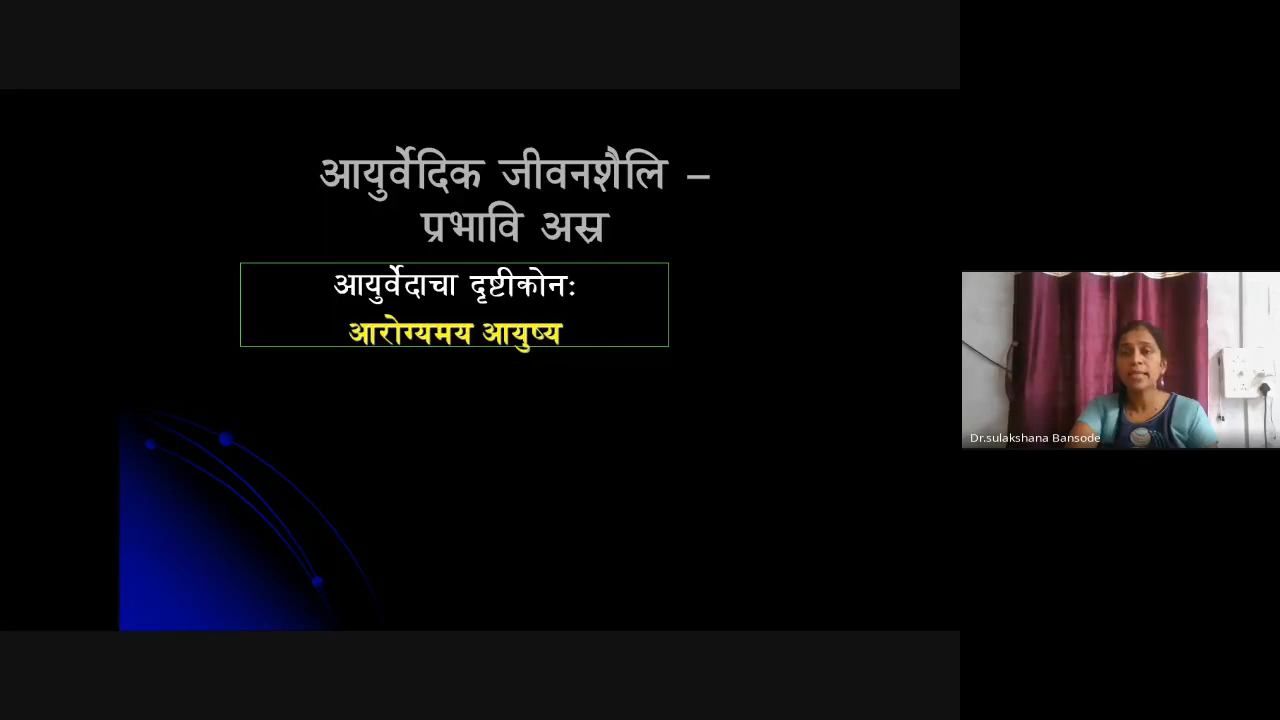 आयुर्वेदिक जीवनशैलि –
प्रभावि अस्र
आयुर्वेदाचा दृष्टीकोनः
आरोग्यमय आयुष्य
Dr.sulakshana Bansode